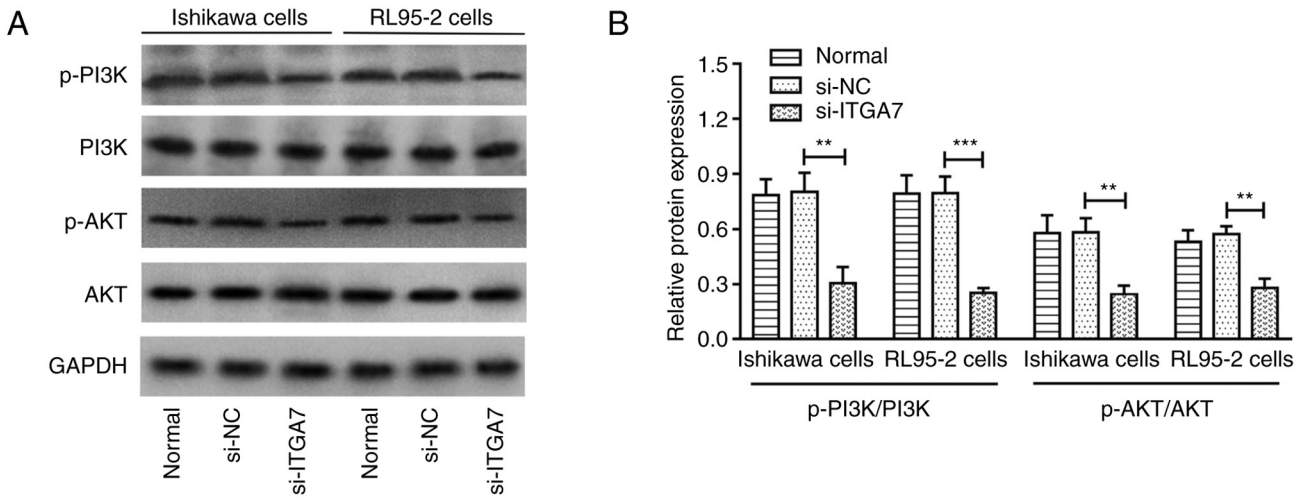 A
Ishikawa cells RL95-2 cells
p-PI3K
PI3K
p-AKT
AKT
GAPDH
Normal
si-NC
si-ITGA7
Normal
si-NC
si-ITGA7
B
Normal
si-NC
si-ITGA7
Relative protein expression
1.5
1.2
0.9
0.6
0.3
0.0
** *** ** **
Ishikawa cells RL95-2 cells Ishikawa cells RL95-2 cells
p-PI3K/PI3K p-AKT/AKT